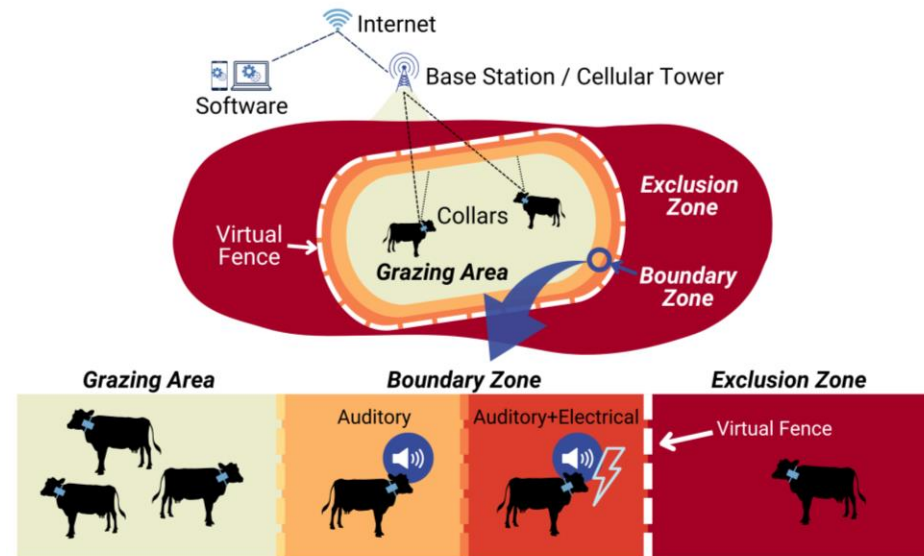 Internet
Software
Base Station / Cellular Tower
Exclusion
Zone
Collars
Virtual
Fence
Grazing Area
Boundary
Zone
Grazing Area
Boundary Zone
Exclusion Zone
Auditory
Auditory+Electrical
Virtual Fence